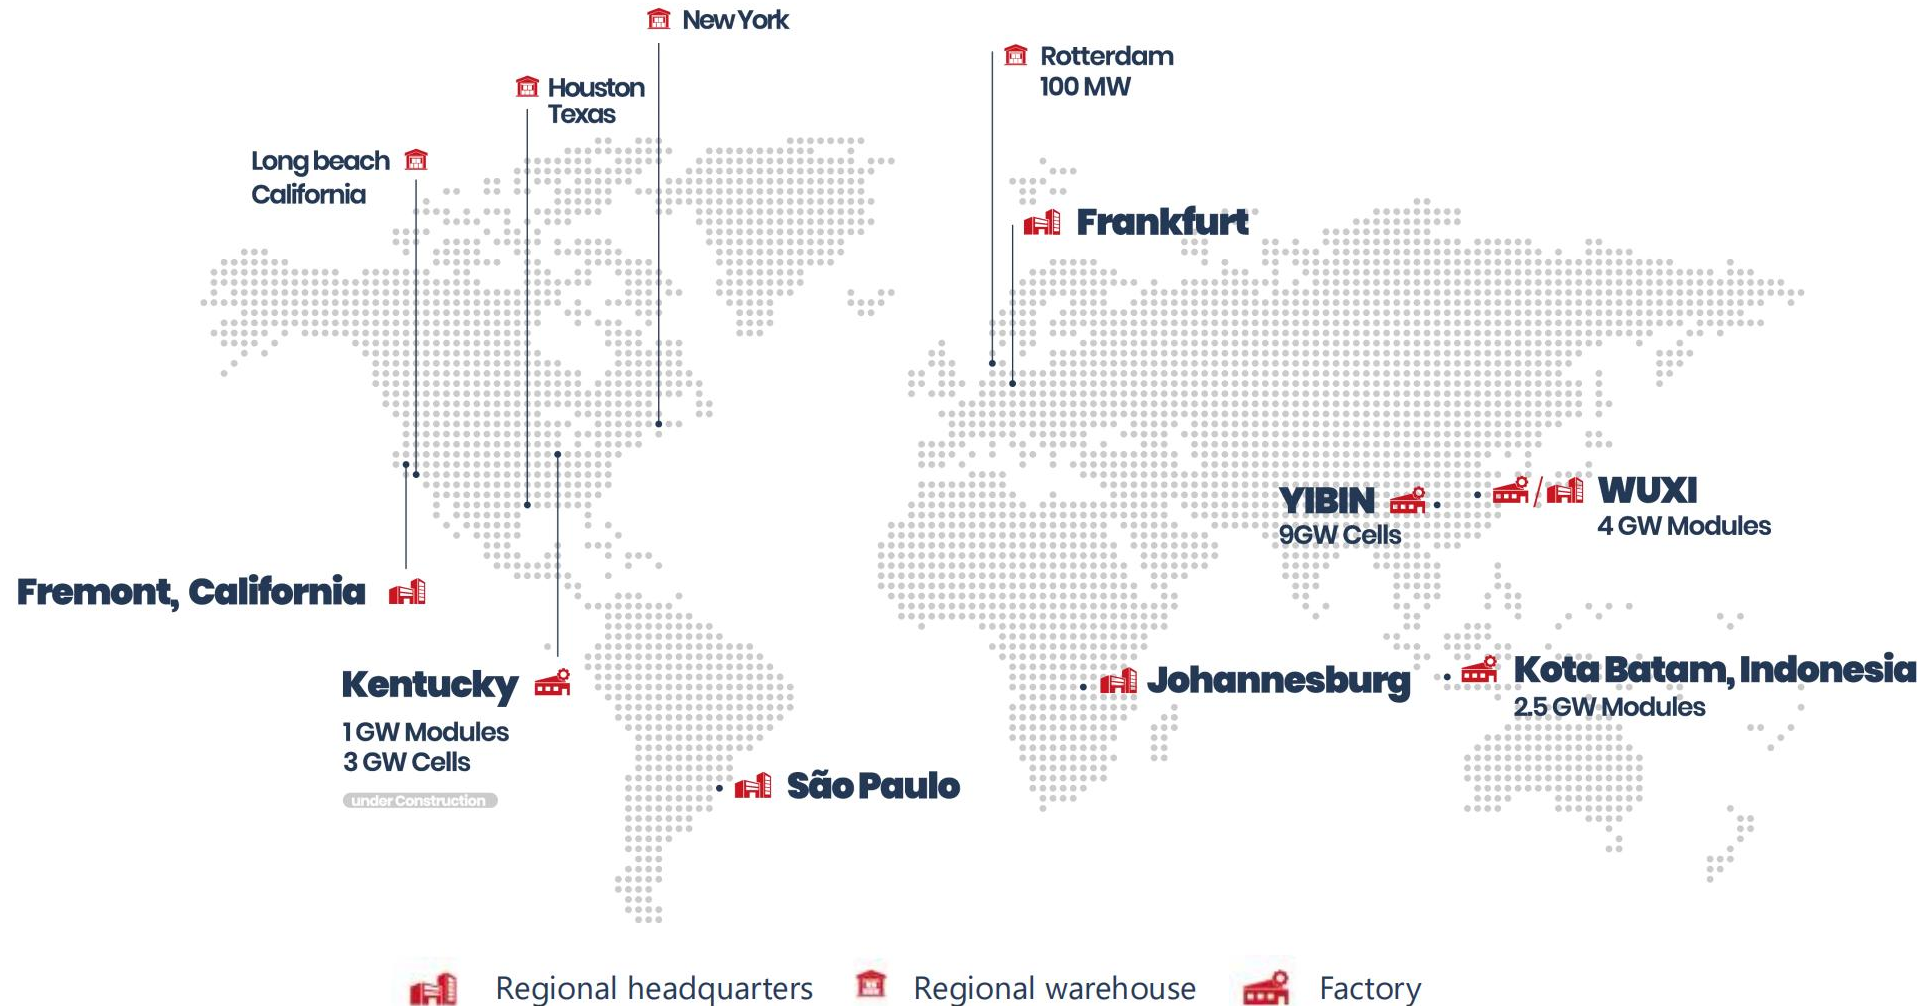 New York
Rotterdam
100 MW
Houston
Texas
Long beach
California
Frankfurt
YIBIN
9GW Cells
/
WUXI
4 GW Modules
Fremont, California
Kentucky
1 GW Modules
3 GW Cells
under Construction
Johannesburg
Kota Batam, Indonesia
2.5 GW Modules
São Paulo
Regional headquarters
Regional warehouse
Factory